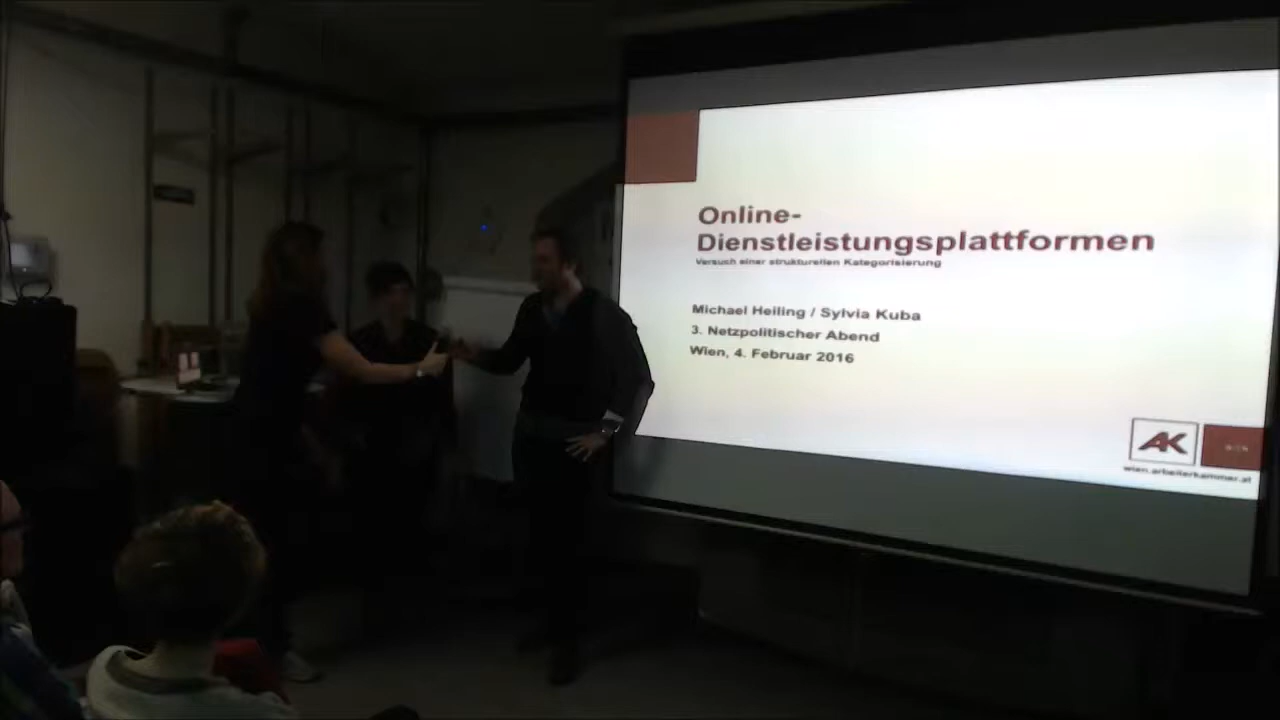 Online-
Dienstleistungsplattformen
Versuch einer strukturellen Kategorisierung
Michael Heiling / Sylvia Kuba
3. Netzpolitischer Abend
Wien, 4. Februar 2016
AK
WIEN
wien.arbeiterkammer.at